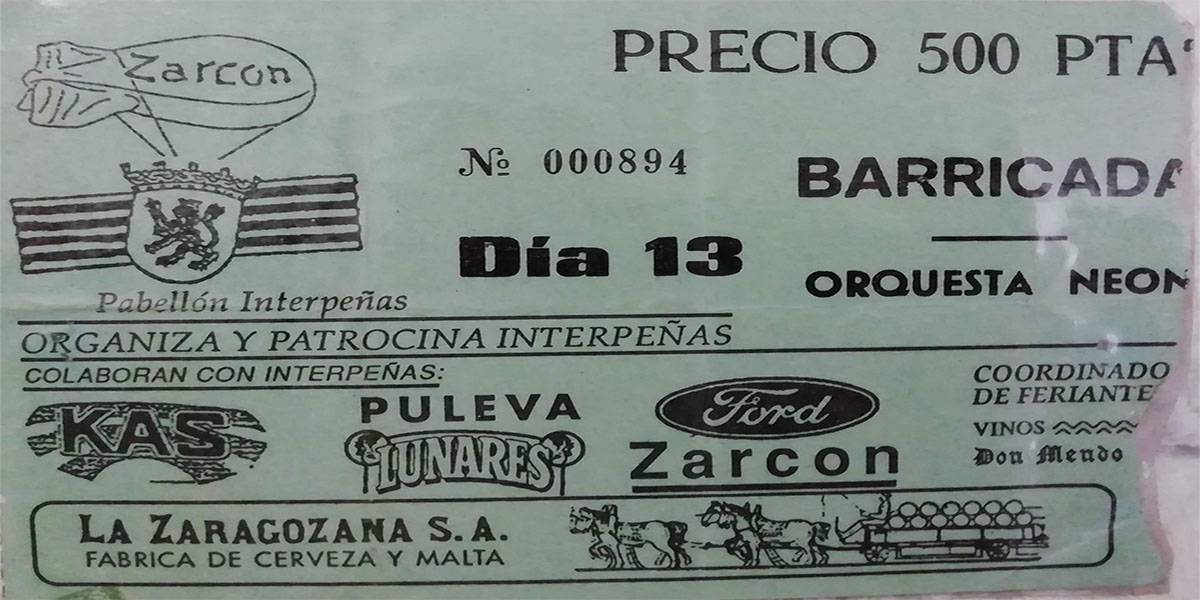 Zarcon
PRECIO 500 PTA
Nº 000894
BARRICADA
Día 13
ORQUESTA NEON
Pabellón Interpeñas
ORGANIZA Y PATROCINA INTERPEÑAS
COLABORAN CON INTERPEÑAS:
KAS
PULEVA
LUNARES
Ford
Zarcon
COORDINADO
DE FERIANTE
VINOS
Don Mendo
LA ZARAGOZANA S.A.
FABRICA DE CERVEZA Y MALTA